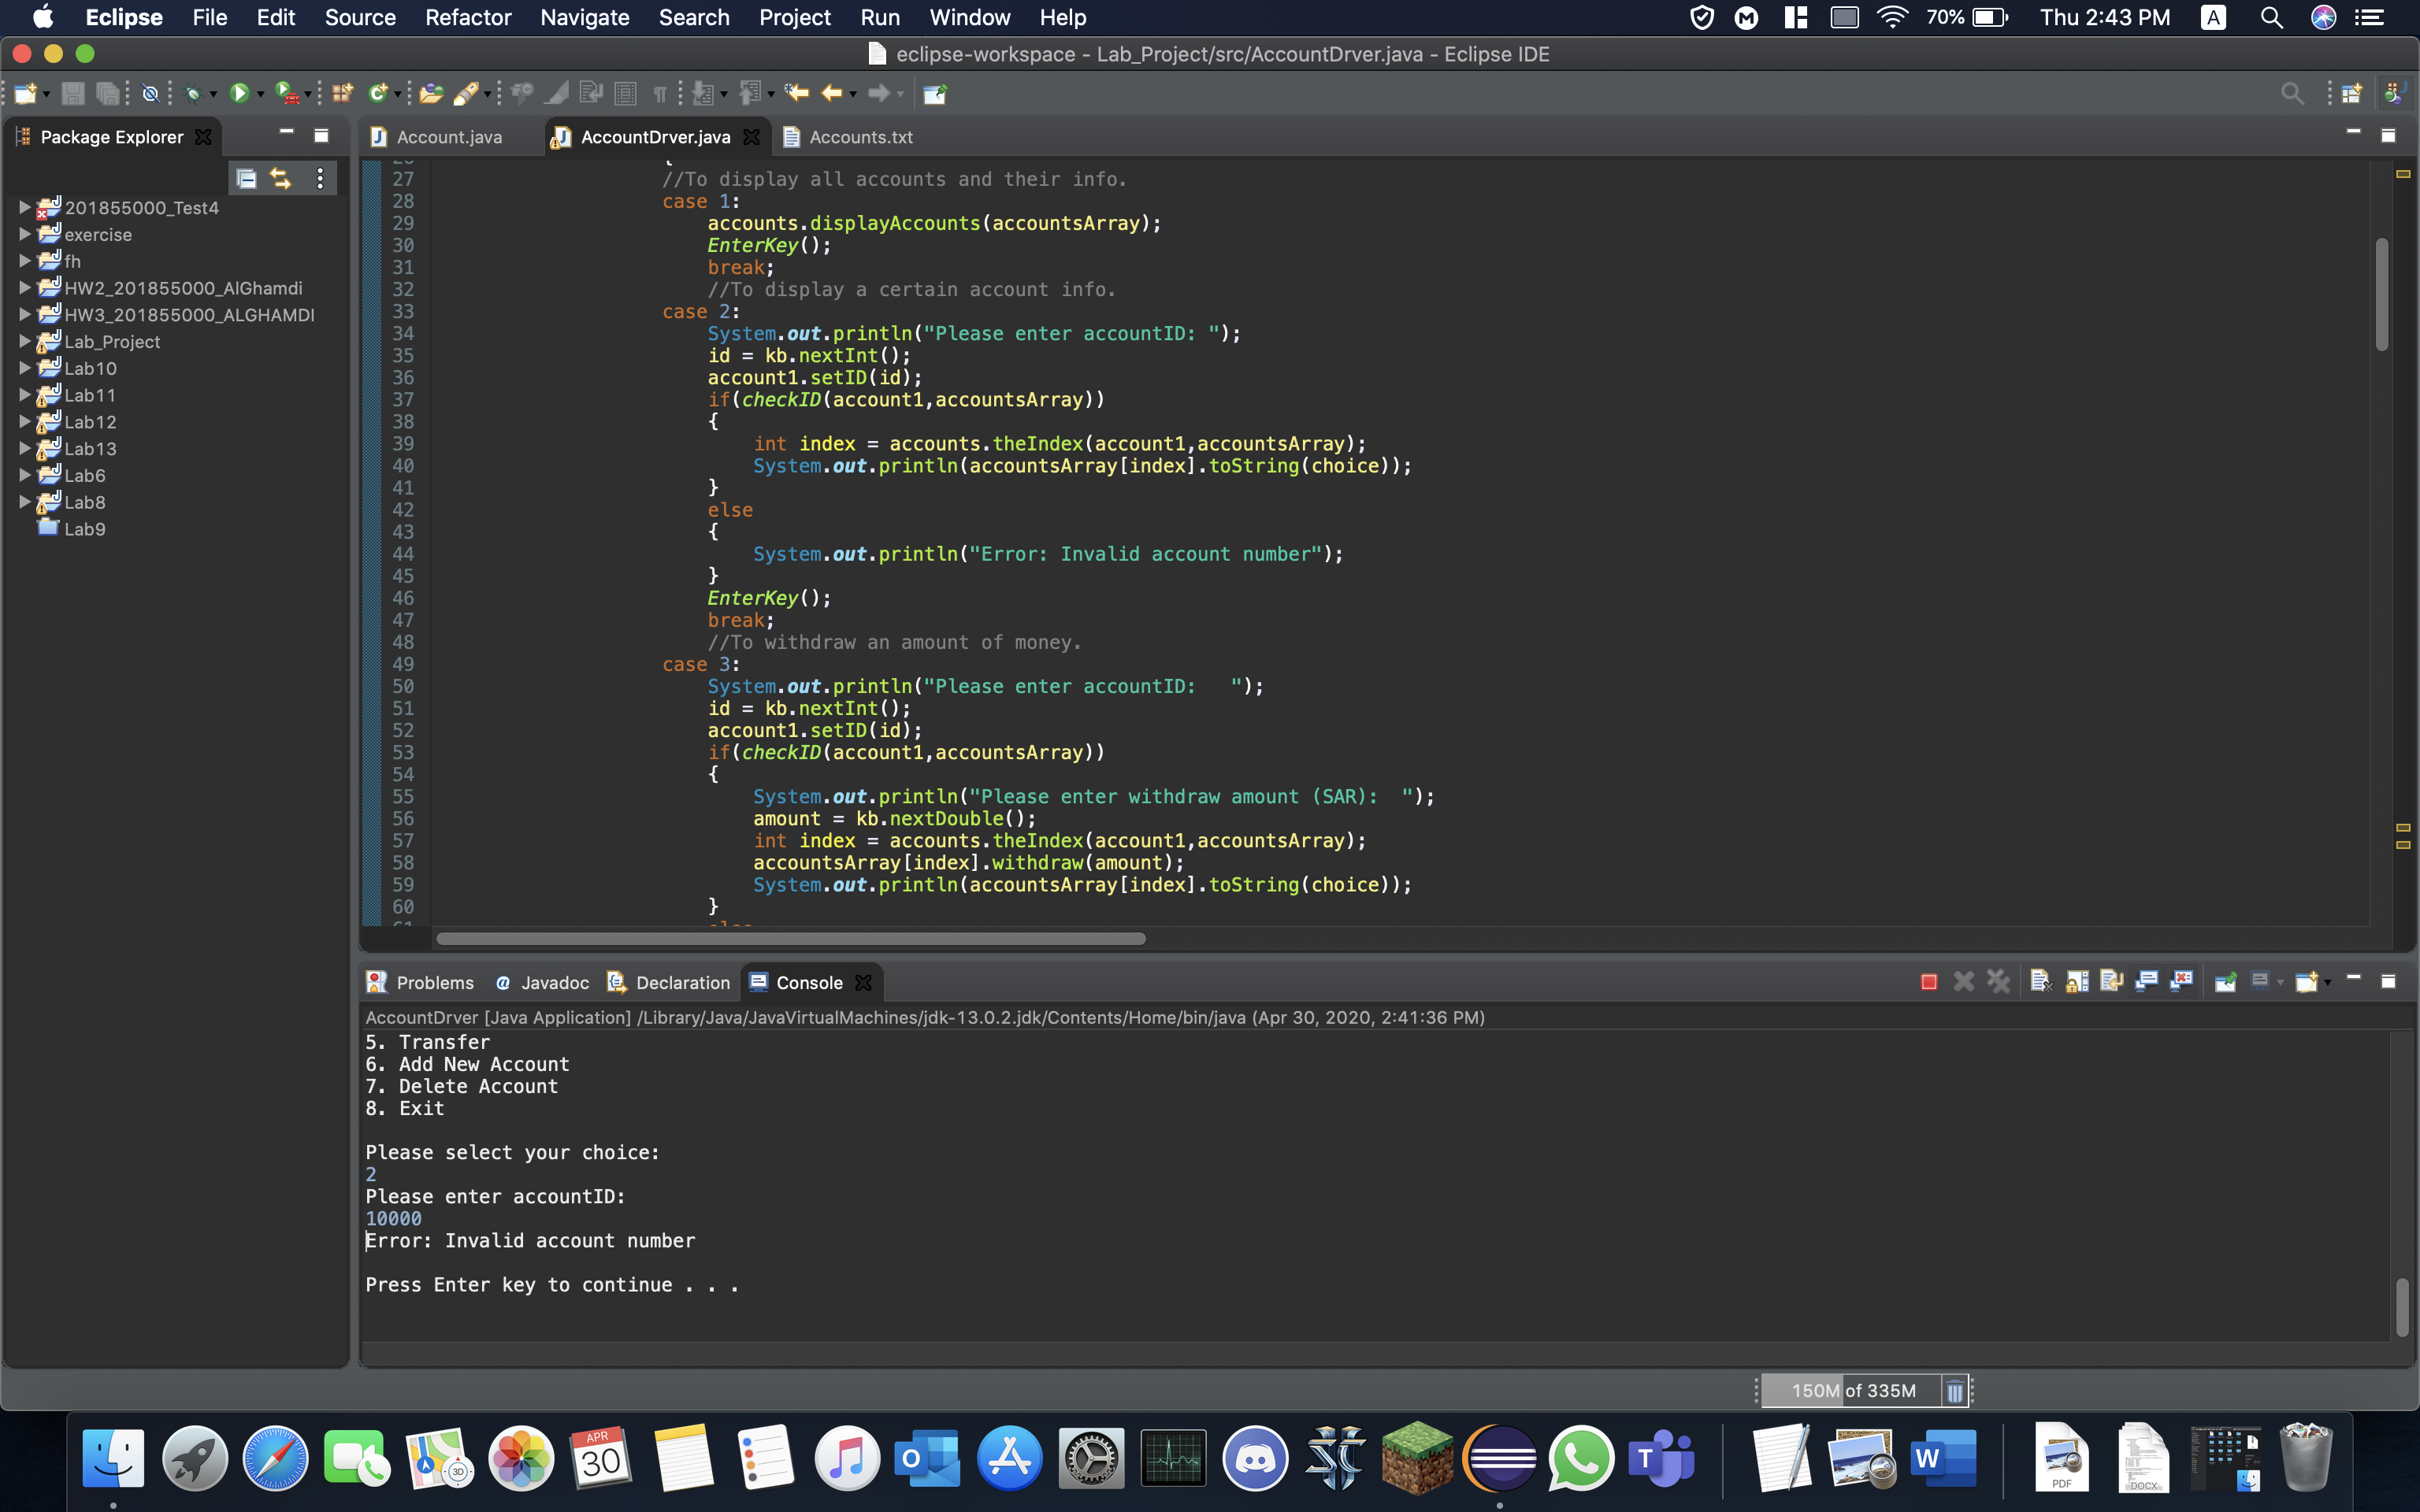 Eclipse File Edit Source Refactor Navigate Search Project Run Window Help 70% Thu 2:43 PM A
eclipse-workspace - Lab_Project/src/AccountDrver.java - Eclipse IDE
Package Explorer
201855000_Test4
exercise
fh
HW2_201855000_AlGhamdi
HW3_201855000_ALGHAMDI
Lab_Project
Lab10
Lab11
Lab12
Lab13
Lab6
Lab8
Lab9
Account.java AccountDrver.java Accounts.txt
{
27 //To display all accounts and their info.
28 case 1:
29 accounts.displayAccounts(accountsArray);
30 EnterKey();
31 break;
32 //To display a certain account info.
33 case 2:
34 System.out.println("Please enter accountID: ");
35 id = kb.nextInt();
36 account1.setID(id);
37 if(checkID(account1,accountsArray))
38 {
39 int index = accounts.theIndex(account1,accountsArray);
40 System.out.println(accountsArray[index].toString(choice));
41 }
42 else
43 {
44 System.out.println("Error: Invalid account number");
45 }
46 EnterKey();
47 break;
48 //To withdraw an amount of money.
49 case 3:
50 System.out.println("Please enter accountID:   ");
51 id = kb.nextInt();
52 account1.setID(id);
53 if(checkID(account1,accountsArray))
54 {
55 System.out.println("Please enter withdraw amount (SAR):  ");
56 amount = kb.nextDouble();
57 int index = accounts.theIndex(account1,accountsArray);
58 accountsArray[index].withdraw(amount);
59 System.out.println(accountsArray[index].toString(choice));
60 }
Problems @ Javadoc Declaration Console
AccountDrver [Java Application] /Library/Java/JavaVirtualMachines/jdk-13.0.2.jdk/Contents/Home/bin/java (Apr 30, 2020, 2:41:36 PM)
5. Transfer
6. Add New Account
7. Delete Account
8. Exit
Please select your choice:
2
Please enter accountID:
10000
Error: Invalid account number
Press Enter key to continue . . .
150M of 335M
APR
30
3D
PDF
DOCX